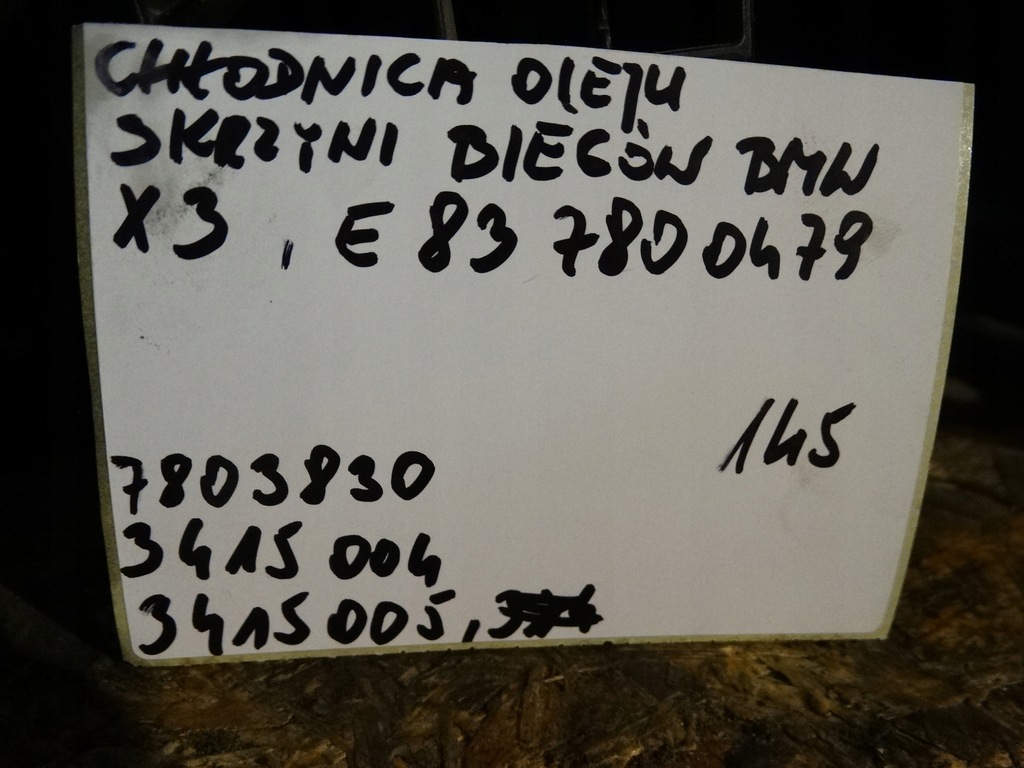 CHŁODNICA OLEJU
SKRZYNI BIEGÓW BMW
X3, E83 7800479
145
7803830
3415004
3415005,